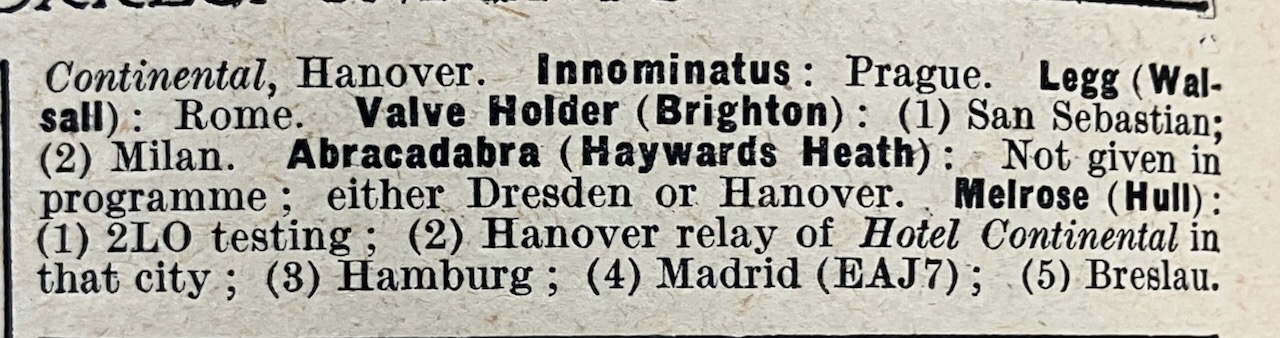 Continental, Hanover. Innominatus: Prague. Legg (Wal-
sall): Rome. Valve Holder (Brighton): (1) San Sebastian;
(2) Milan. Abracadabra (Haywards Heath): Not given in
programme; either Dresden or Hanover. Melrose (Hull):
(1) 2LO testing; (2) Hanover relay of Hotel Continental in
that city; (3) Hamburg; (4) Madrid (EAJ7); (5) Breslau.